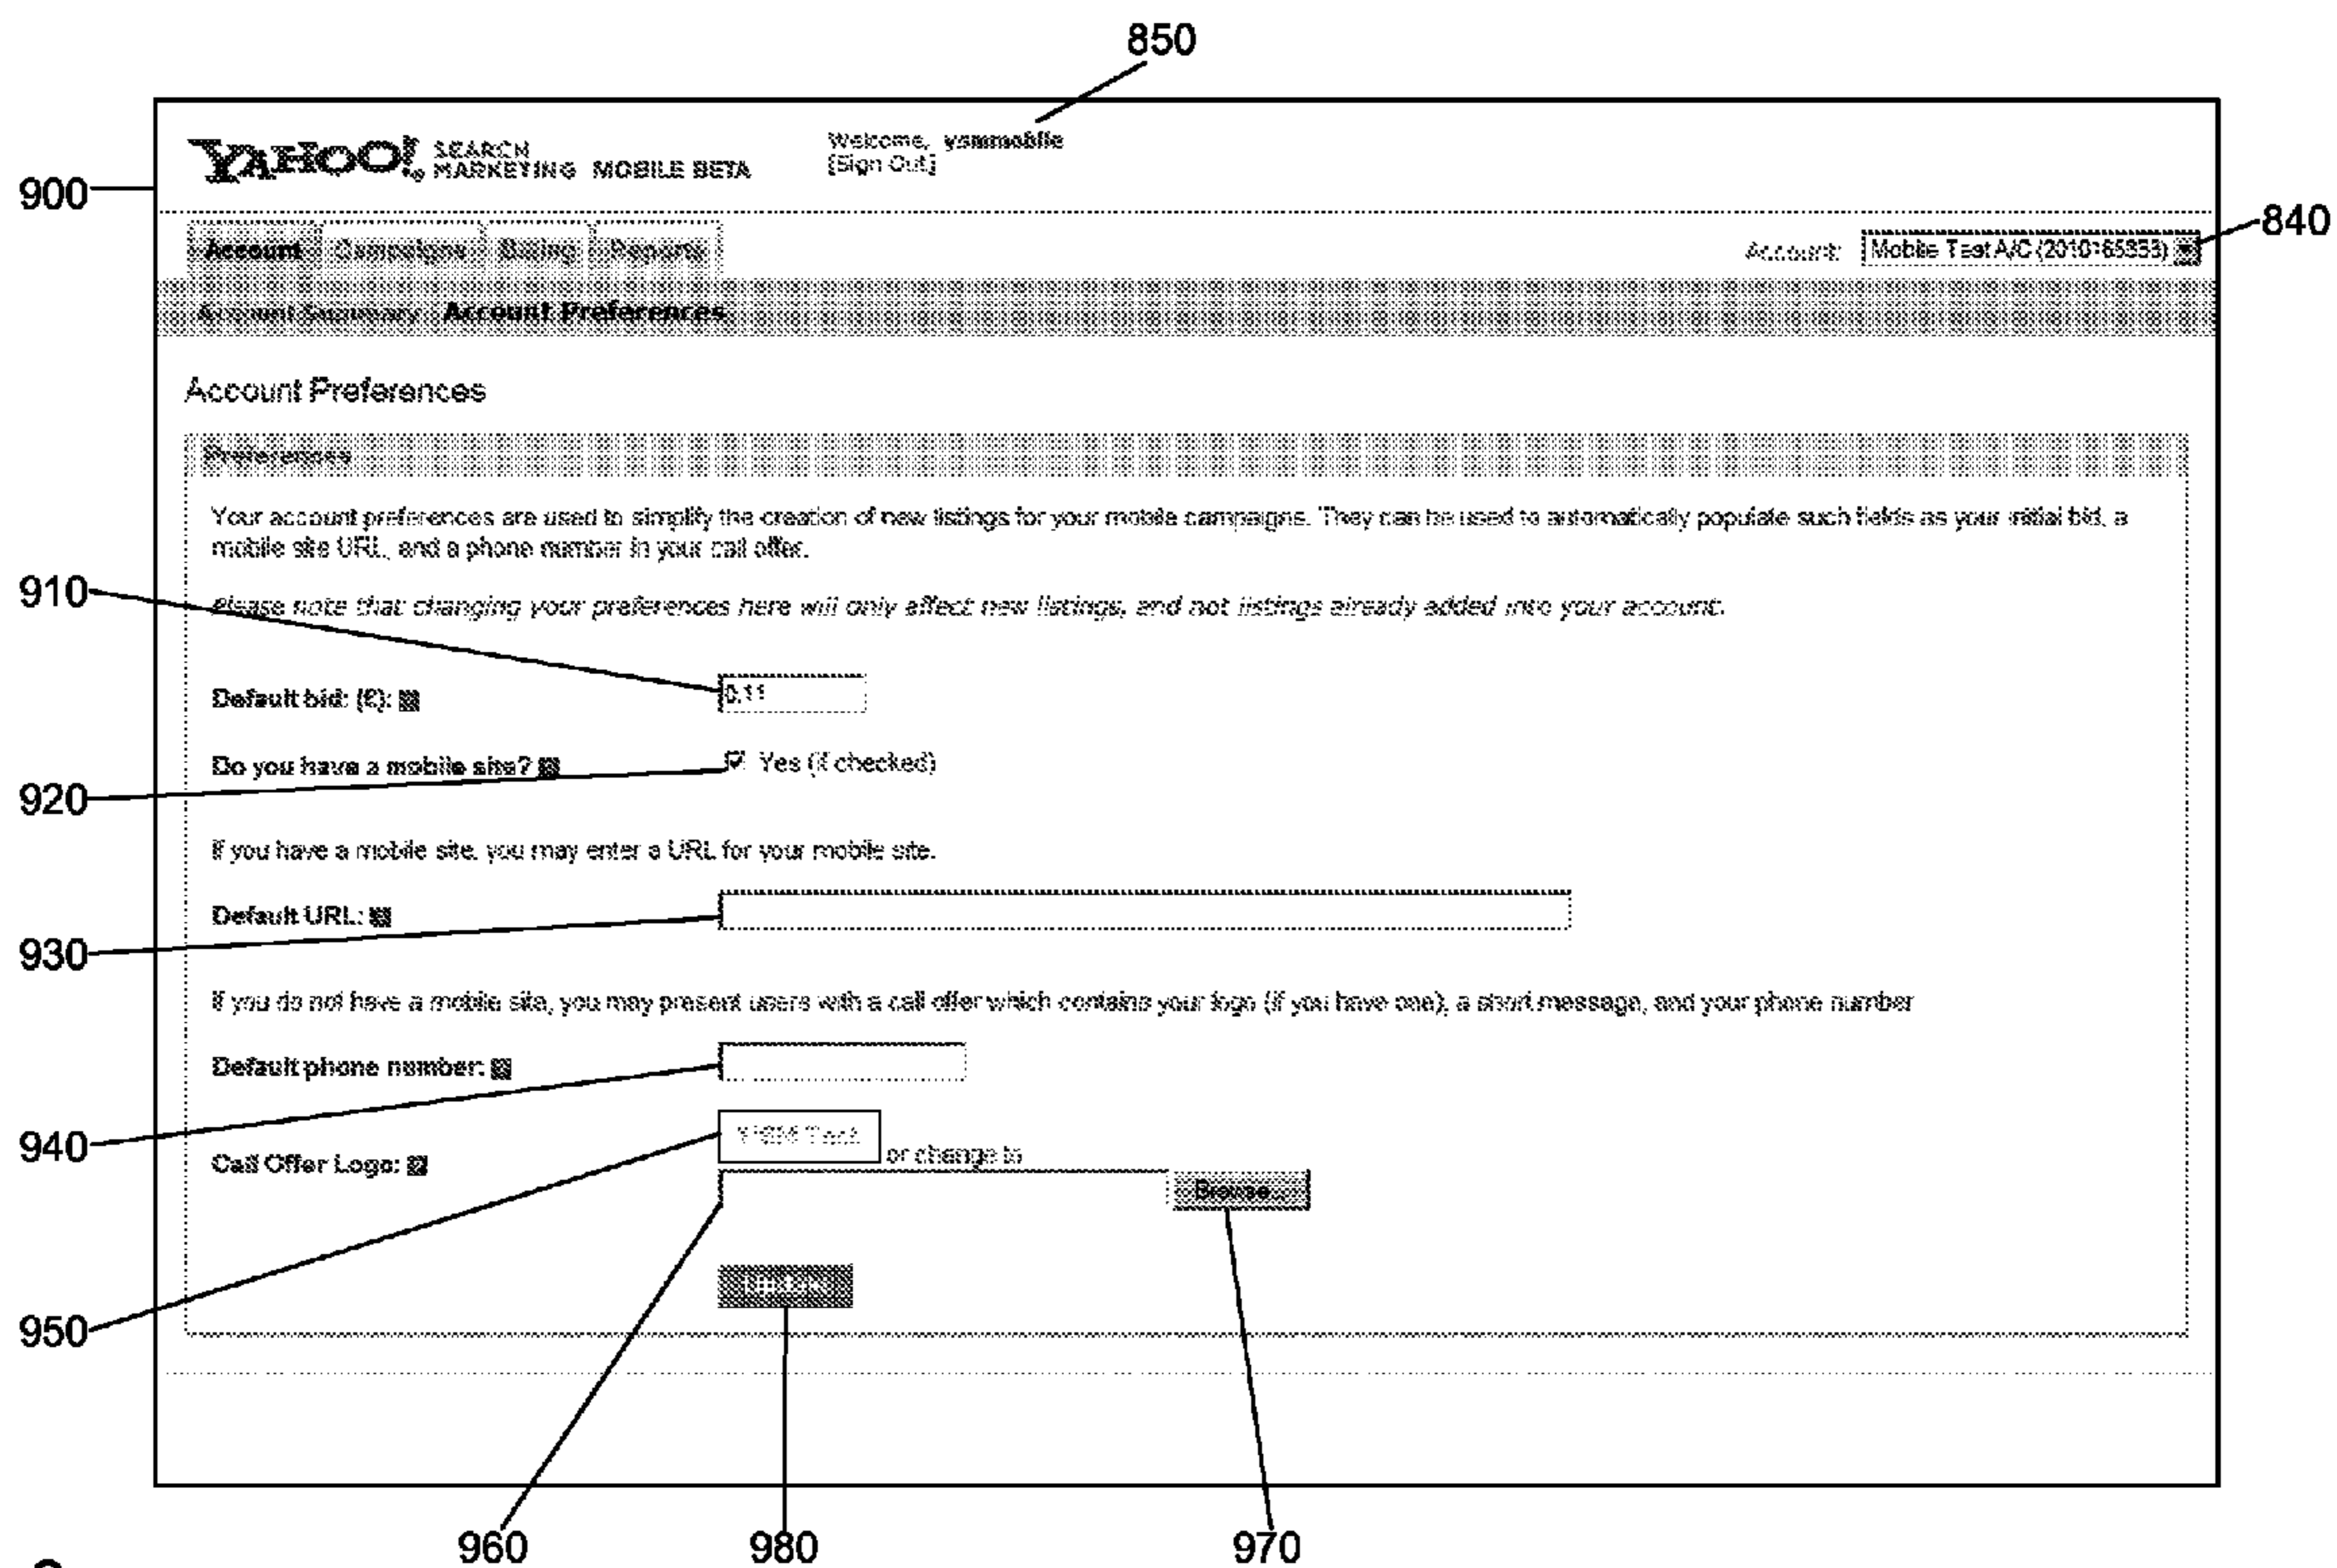 850
YAHOO! SEARCH MARKETING MOBILE BETA
Welcome, ysmmobile
[Sign Out]
900
Account Campaigns Billing Reports
Account: Mobile Test A/C
840
Account Summary Account Preferences
Account Preferences
Preferences
Your account preferences are used to simplify the creation of new listings for your mobile campaigns. They can be used to automatically populate such fields as your initial bid, a
mobile site URL, and a phone number in your call offer.
910
Please note that changing your preferences here will only affect new listings, and not listings already added into your account.
Default bid: (€): 0.11
Do you have a mobile site? Yes (if checked)
920
If you have a mobile site, you may enter a URL for your mobile site.
Default URL:
930
If you do not have a mobile site, you may present users with a call offer which contains your logo (if you have one), a short message, and your phone number
Default phone number:
940
Call Offer Logo: Test or change to
Browse...
Update
950
960 980 970